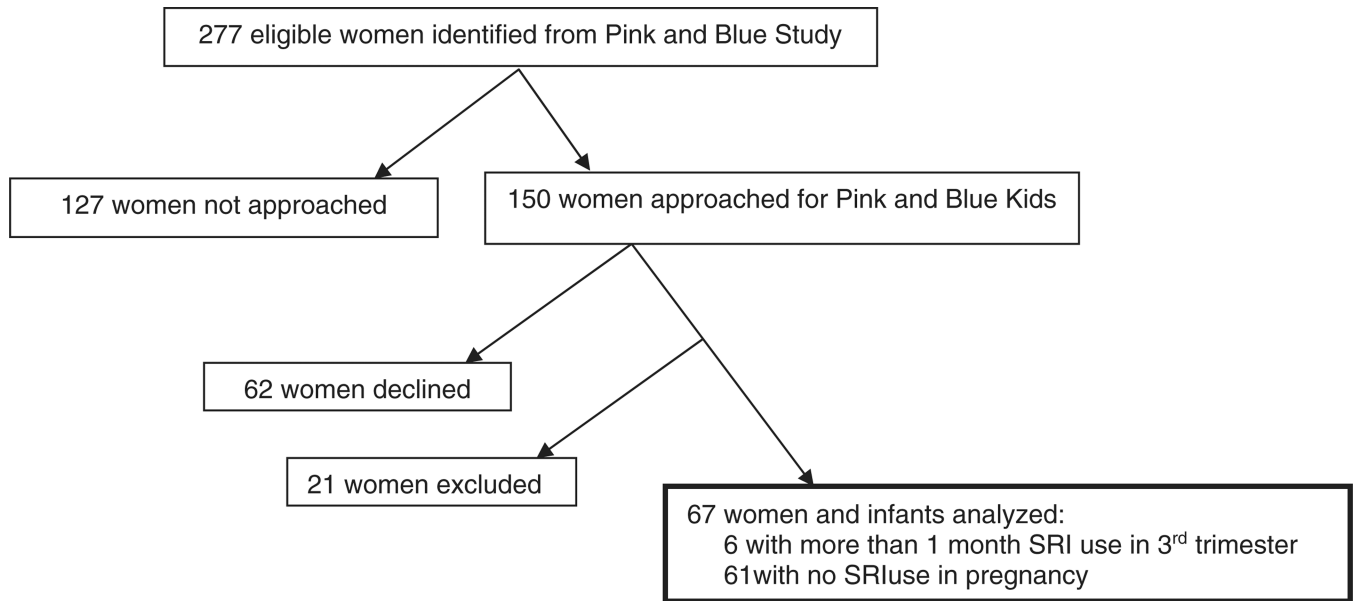 277 eligible women identified from Pink and Blue Study
127 women not approached
150 women approached for Pink and Blue Kids
62 women declined
21 women excluded
67 women and infants analyzed:
6 with more than 1 month SRI use in 3rd trimester
61with no SRIuse in pregnancy